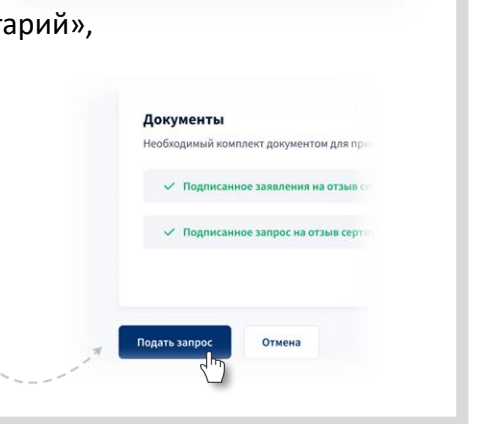 тарий»,
Документы
Необходимый комплект документом для при
Подписанное заявления на отзыв се
Подписанное запрос на отзыв серти
Подать запрос
Отмена